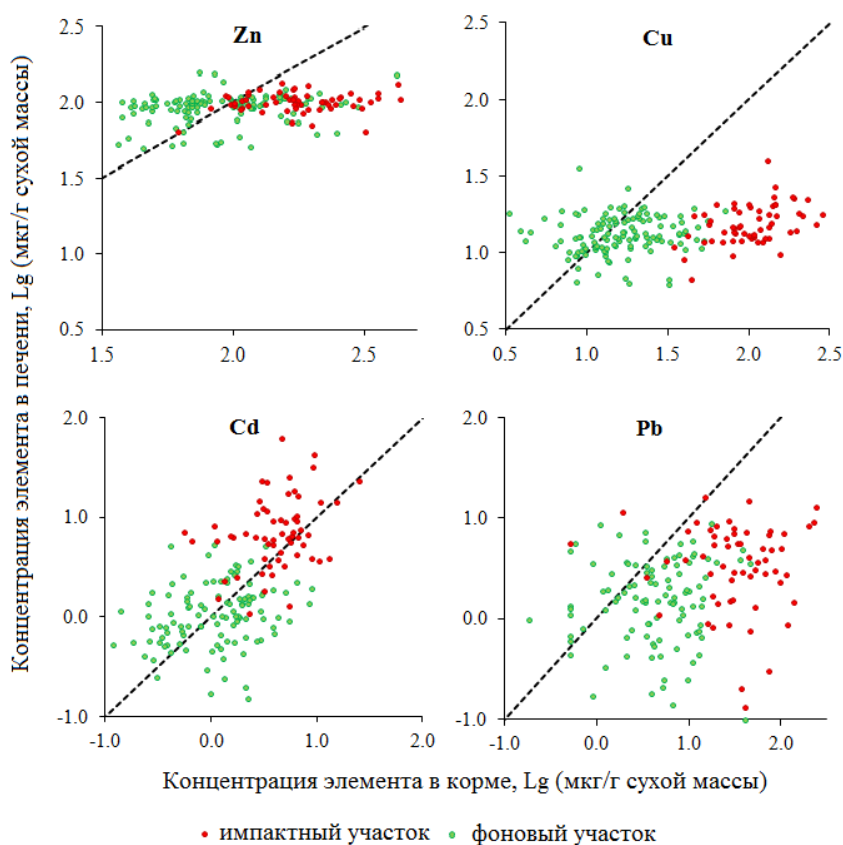 Концентрация элемента в печени, Lg (мкг/г сухой массы)
Zn
2.5
2.0
1.5
1.0
0.5
1.5 2.0 2.5
Cu
2.5
2.0
1.5
1.0
0.5
0.5 1.0 1.5 2.0 2.5
Cd
2.0
1.0
0.0
-1.0
-1.0 0.0 1.0 2.0
Pb
2.0
1.0
0.0
-1.0
-1.0 0.0 1.0 2.0
Концентрация элемента в корме, Lg (мкг/г сухой массы)
импактный участок фоновый участок